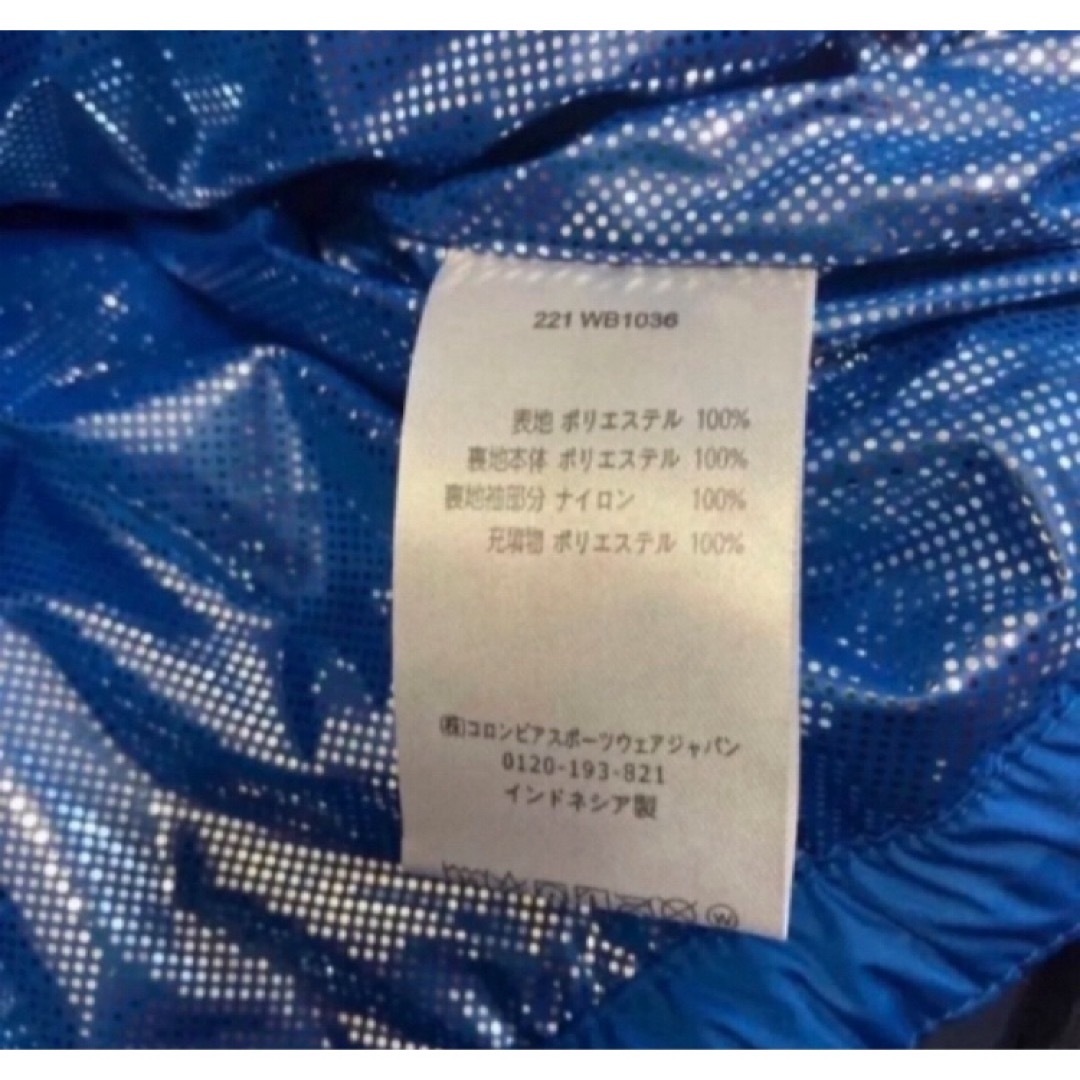 221 WB1036
表地 ポリエステル 100%
裏地本体 ポリエステル 100%
裏地袖部分 ナイロン 100%
充填物 ポリエステル 100%
(株)コロンビアスポーツウェアジャパン
0120-193-821
インドネシア製
W